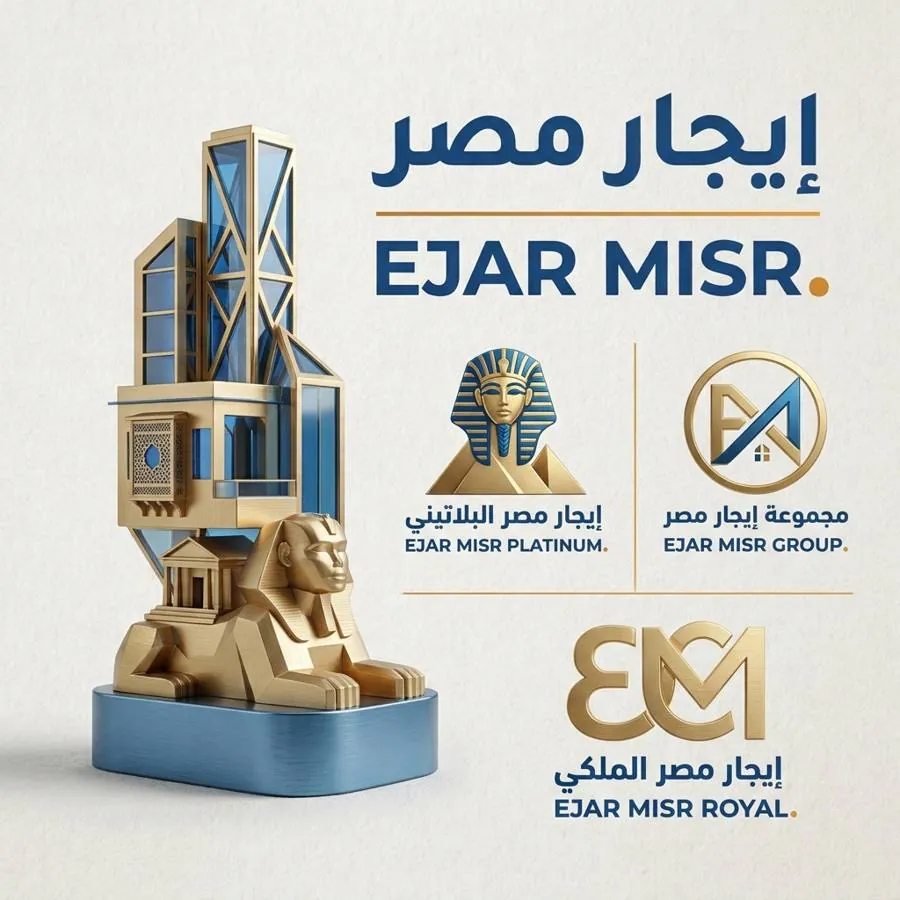 إيجار مصر
EJAR MISR.
إيجار مصر البلاتيني
EJAR MISR PLATINUM.
مجموعة إيجار مصر
EJAR MISR GROUP.
إيجار مصر الملكي
EJAR MISR ROYAL.